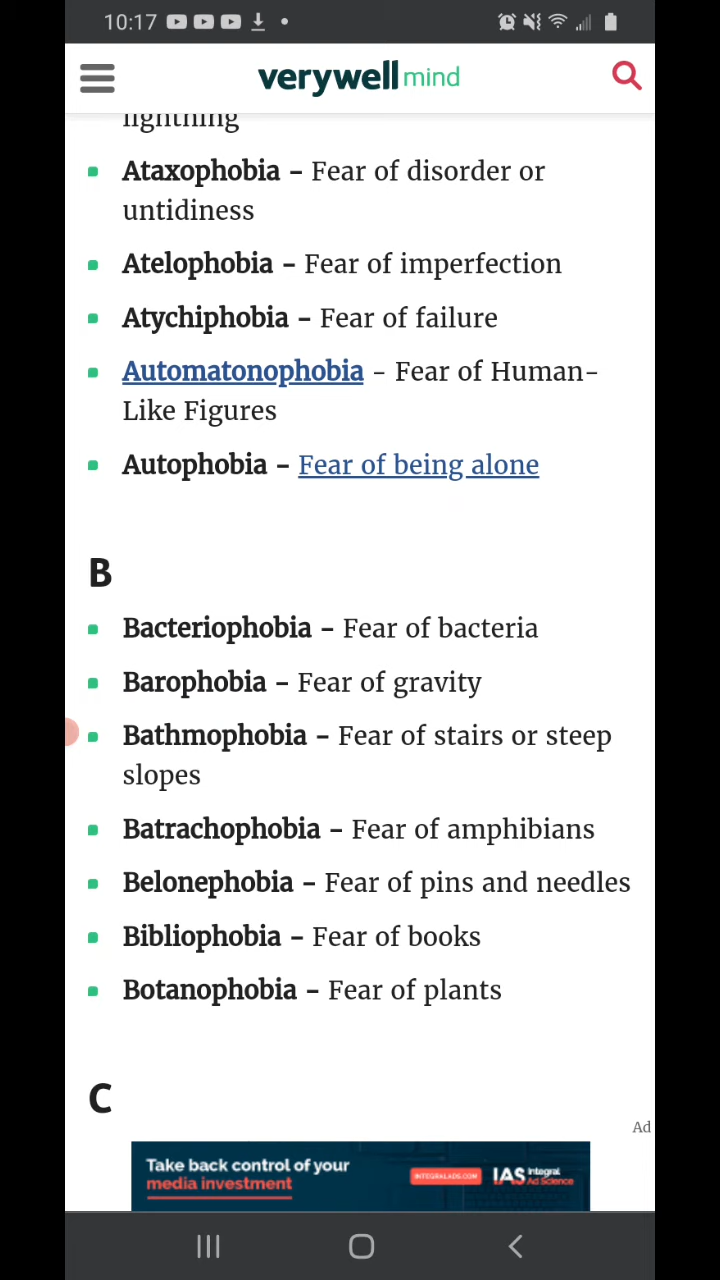 10:17
verywell mind
lightning
Ataxophobia – Fear of disorder or
untidiness
Atelophobia – Fear of imperfection
Atychiphobia – Fear of failure
Automatonophobia - Fear of Human-
Like Figures
Autophobia – Fear of being alone
B
Bacteriophobia – Fear of bacteria
Barophobia – Fear of gravity
Bathmophobia – Fear of stairs or steep
slopes
Batrachophobia – Fear of amphibians
Belonephobia – Fear of pins and needles
Bibliophobia – Fear of books
Botanophobia – Fear of plants
C
Ad
Take back control of your
media investment
INTEGRALADS.COM
IAS Integral
Ad Science